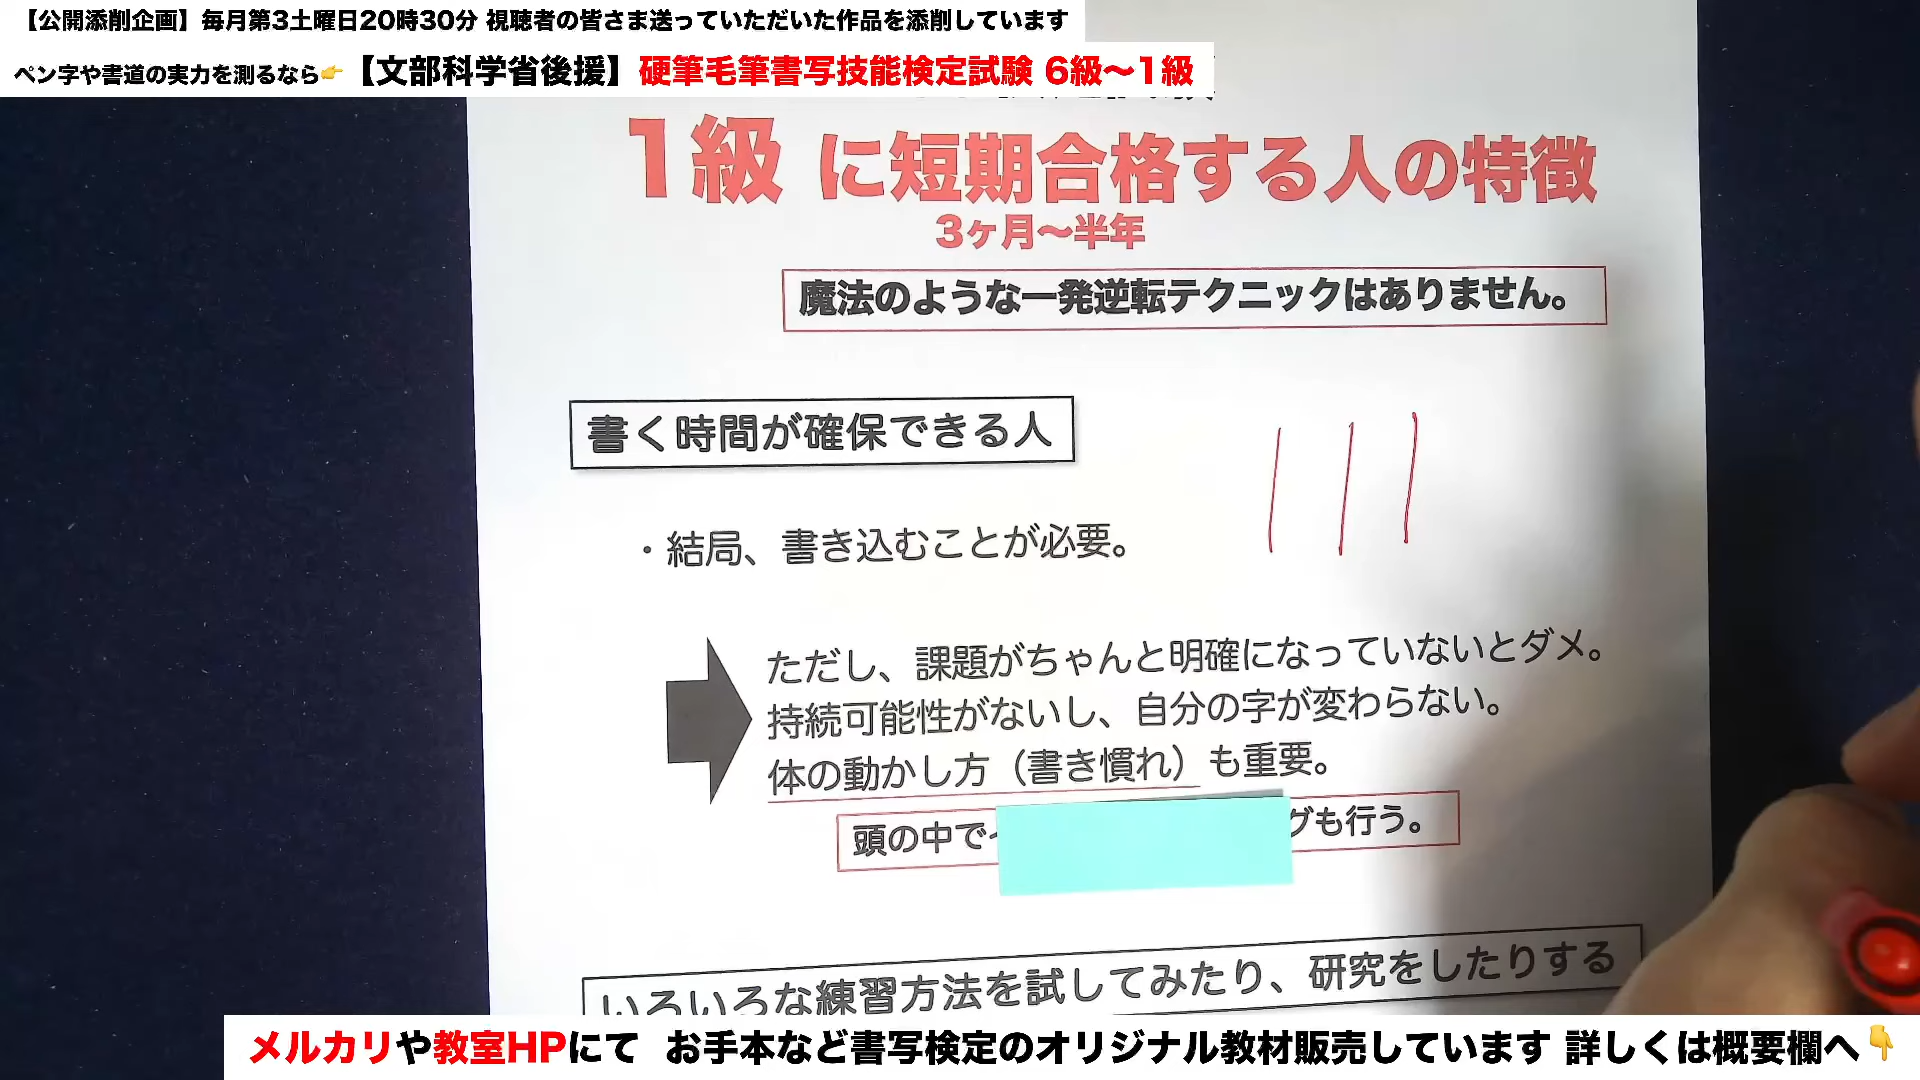 【公開添削企画】毎月第3土曜日20時30分 視聴者の皆さま送っていただいた作品を添削しています
ペン字や書道の実力を測るなら👉【文部科学省後援】硬筆毛筆書写技能検定試験 6級〜1級
1級 に短期合格する人の特徴
3ヶ月〜半年
魔法のような一発逆転テクニックはありません。
書く時間が確保できる人
・結局、書き込むことが必要。
ただし、課題がちゃんと明確になっていないとダメ。
持続可能性がないし、自分の字が変わらない。
体の動かし方（書き慣れ）も重要。
頭の中で
グも行う。
いろいろな練習方法を試してみたり、研究をしたりする
メルカリや教室HPにて お手本など書写検定のオリジナル教材販売しています 詳しくは概要欄へ👇